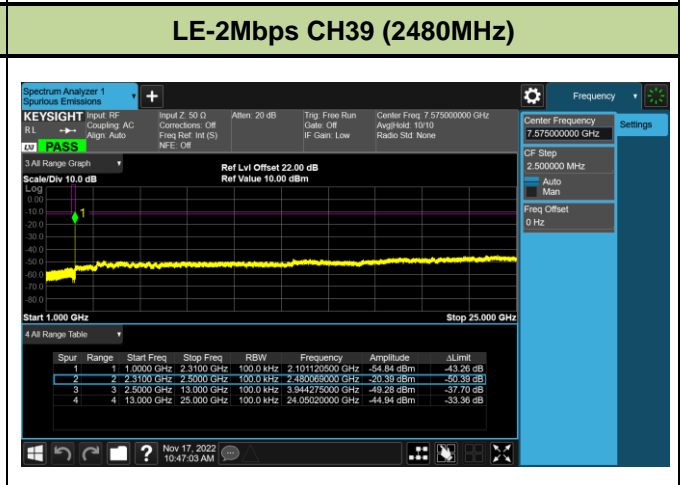 LE-2Mbps CH39 (2480MHz)
Spectrum Analyzer 1
Spurious Emissions
Frequency
KEYSIGHT
Input: RF
Input Z: 50 Ω
Atten: 20 dB
Trig: Free Run
Center Freq: 7.575000000 GHz
R L
Coupling: AC
Corrections: Off
Gate: Off
Avg|Hold: 10/10
Align: Auto
Freq Ref: Int (S)
IF Gain: Low
Radio Std: None
NFE: Off
LXI
PASS
Center Frequency
7.575000000 GHz
Settings
CF Step
2.500000 MHz
Auto
Man
Freq Offset
0 Hz
3 All Range Graph
Ref Lvl Offset 22.00 dB
Scale/Div 10.0 dB
Ref Value 10.00 dBm
Log
0.00
-10.0
1
-20.0
-30.0
-40.0
-50.0
-60.0
-70.0
-80.0
Start 1.000 GHz
Stop 25.000 GHz
4 All Range Table
Spur Range Start Freq Stop Freq RBW Frequency Amplitude ΔLimit
1 1 1.0000 GHz 2.3100 GHz 100.0 kHz 2.101120500 GHz -54.84 dBm -43.26 dB
2 2 2.3100 GHz 2.5000 GHz 100.0 kHz 2.480069000 GHz -20.39 dBm -50.39 dB
3 3 2.5000 GHz 13.000 GHz 100.0 kHz 3.944275000 GHz -49.28 dBm -37.70 dB
4 4 13.000 GHz 25.000 GHz 100.0 kHz 24.05020000 GHz -44.94 dBm -33.36 dB
Nov 17, 2022
10:47:03 AM